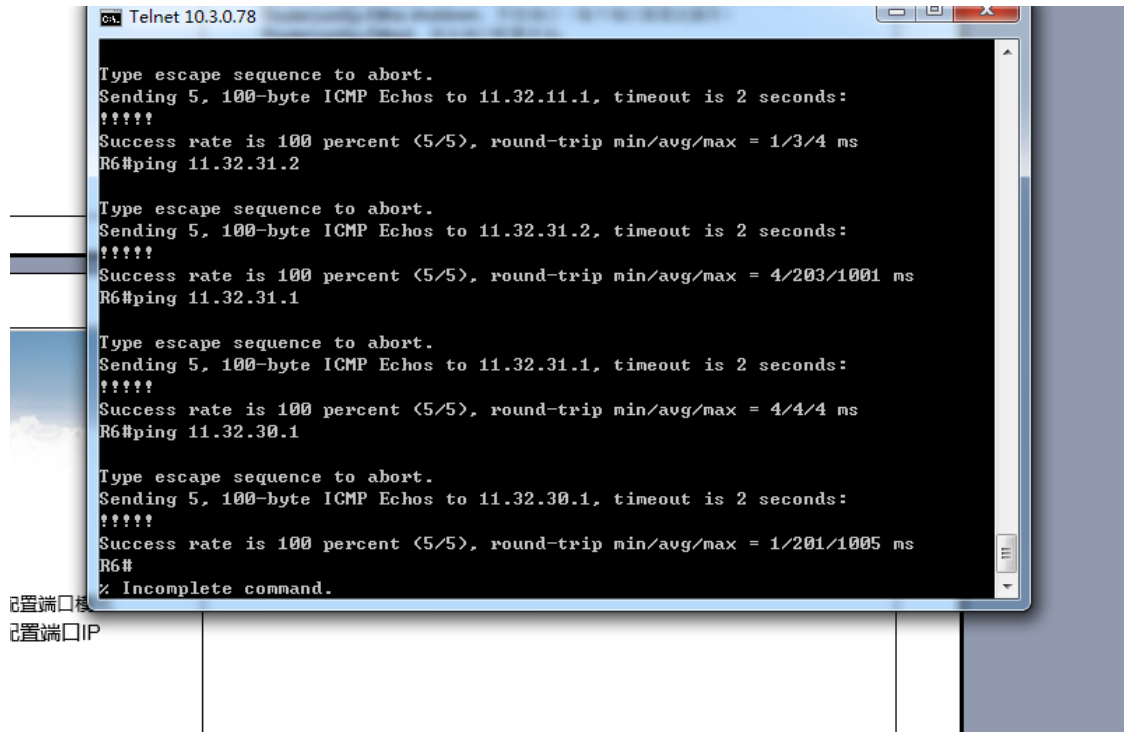 Telnet 10.3.0.78
Type escape sequence to abort.
Sending 5, 100-byte ICMP Echos to 11.32.11.1, timeout is 2 seconds:
!!!!!
Success rate is 100 percent (5/5), round-trip min/avg/max = 1/3/4 ms
R6#ping 11.32.31.2
Type escape sequence to abort.
Sending 5, 100-byte ICMP Echos to 11.32.31.2, timeout is 2 seconds:
!!!!!
Success rate is 100 percent (5/5), round-trip min/avg/max = 4/203/1001 ms
R6#ping 11.32.31.1
Type escape sequence to abort.
Sending 5, 100-byte ICMP Echos to 11.32.31.1, timeout is 2 seconds:
!!!!!
Success rate is 100 percent (5/5), round-trip min/avg/max = 4/4/4 ms
R6#ping 11.32.30.1
Type escape sequence to abort.
Sending 5, 100-byte ICMP Echos to 11.32.30.1, timeout is 2 seconds:
!!!!!
Success rate is 100 percent (5/5), round-trip min/avg/max = 1/201/1005 ms
R6#
% Incomplete command.
配置端口模
配置端口IP